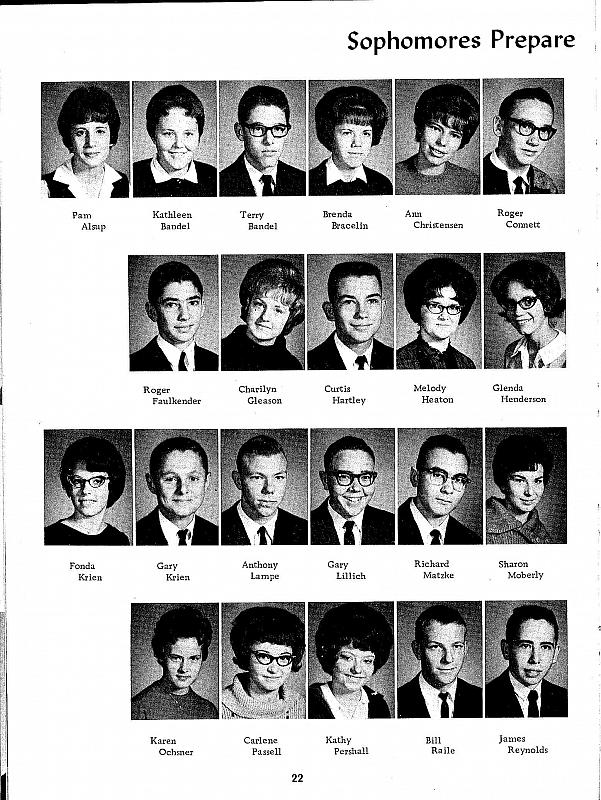 Sophomores Prepare
Pam Kathleen Terry Brenda Ann Roger
Alsup Bandel Bandel Bracelin Christensen Connett
Roger Charilyn Curtis Melody Glenda
Faulkender Gleason Hartley Heaton Henderson
Fonda Gary Anthony Gary Richard Sharon
Krien Krien Lampe Lillich Matzke Moberly
Karen Carlene Kathy Bill James
Ochsner Passell Pershall Raile Reynolds
22